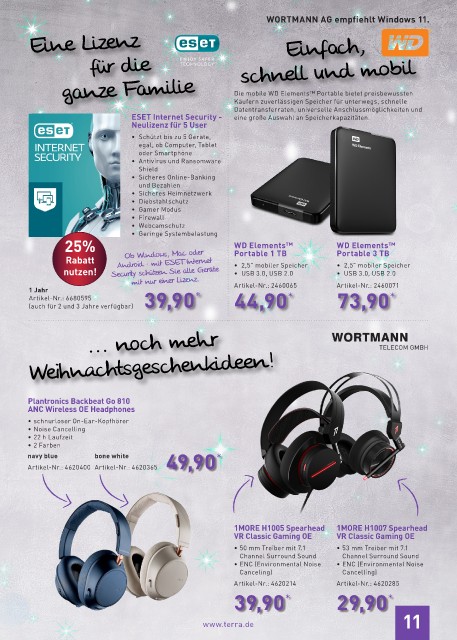 WORTMANN AG empfiehlt Windows 11.
Eine Lizenz
für die
ganze Familie
eseT
ENJOY SAFER
TECHNOLOGY
WD
Einfach,
schnell und mobil
Die mobile WD Elements™ Portable bietet preisbewussten
Käufern zuverlässigen Speicher für unterwegs, schnelle
Datentransferraten, universelle Anschlussmöglichkeiten und
eine große Auswahl an Speicherkapazitäten.
eseT
INTERNET
SECURITY
ESET Internet Security -
Neulizenz für 5 User
• Schützt bis zu 5 Geräte,
egal, ob Computer, Tablet
oder Smartphone
• Antivirus und Ransomware
Shield
• Sicheres Online-Banking
und Bezahlen
• Sicheres Heimnetzwerk
• Diebstahlschutz
• Gamer Modus
• Firewall
• Webcamschutz
• Geringe Systembelastung
25%
Rabatt
nutzen!
Ob Windows, Mac oder
Android - mit ESET Internet
Security schützen Sie alle Geräte
mit nur einer Lizenz.
1 Jahr
Artikel-Nr.: 6680595
(auch für 2 und 3 Jahre verfügbar)
39,90*
WD Elements
WD Elements™
Portable 1 TB
• 2,5" mobiler Speicher
• USB 3.0, USB 2.0
Artikel-Nr.: 2460065
44,90*
WD Elements™
Portable 3 TB
• 2,5" mobiler Speicher
• USB 3.0, USB 2.0
Artikel-Nr.: 2460071
73,90*
... noch mehr
Weihnachtsgeschenkideen!
WORTMANN
TELECOM GMBH
Plantronics Backbeat Go 810
ANC Wireless OE Headphones
• schnurloser On-Ear-Kopfhörer
• Noise Cancelling
• 22 h Laufzeit
• 2 Farben
navy blue
Artikel-Nr.: 4620400
bone white
Artikel-Nr.: 4620365
49,90*
1MORE H1005 Spearhead
VR Classic Gaming OE
• 50 mm Treiber mit 7.1
Channel Surround Sound
• ENC (Environmental Noise
Canceling)
Artikel-Nr.: 4620214
39,90*
1MORE H1007 Spearhead
VR Classic Gaming OE
• 53 mm Treiber mit 7.1
Channel Surround Sound
• ENC (Environmental Noise
Cancelling)
Artikel-Nr.: 4620285
29,90*
www.terra.de
11